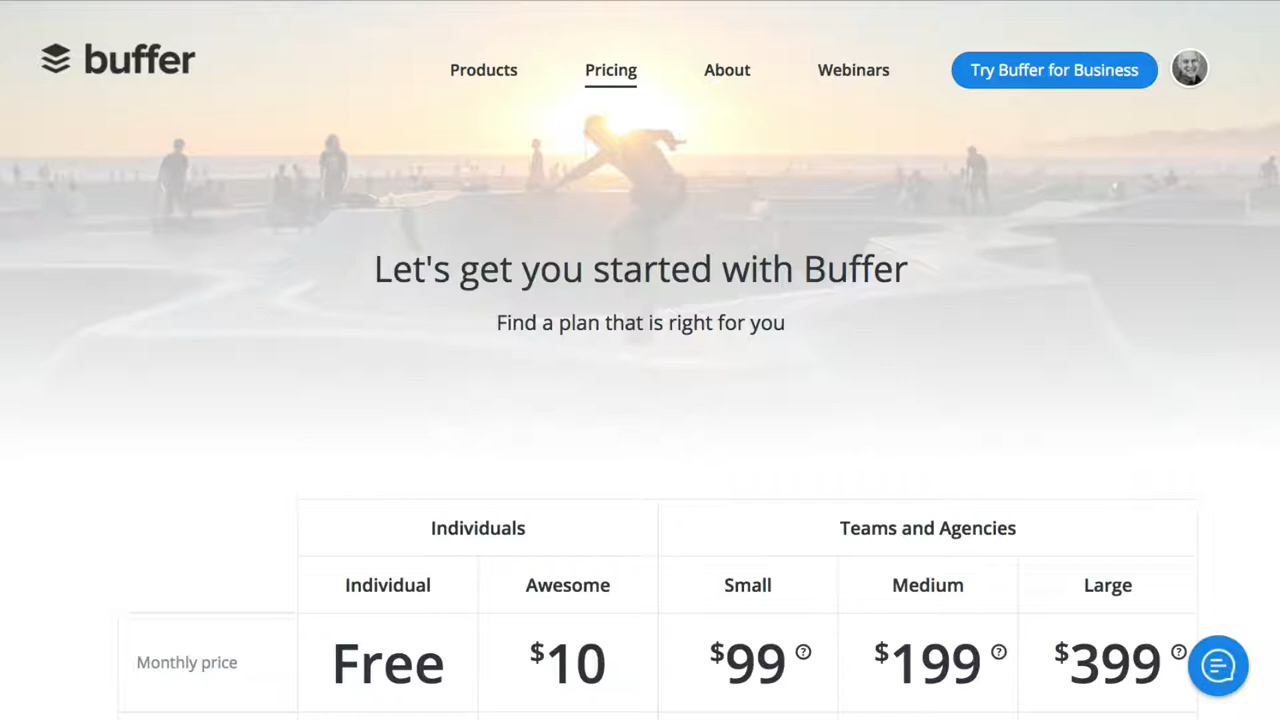 buffer
Products Pricing About Webinars Try Buffer for Business
Let's get you started with Buffer
Find a plan that is right for you
Individuals Teams and Agencies
Individual Awesome Small Medium Large
Monthly price Free $10 $99 ? $199 ? $399 ?